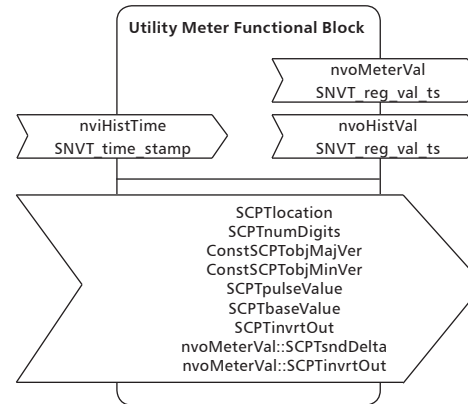 Utility Meter Functional Block
nvoMeterVal
SNVT_reg_val_ts
nviHistTime
SNVT_time_stamp
nvoHistVal
SNVT_reg_val_ts
SCPTlocation
SCPTnumDigits
ConstSCPTobjMajVer
ConstSCPTobjMinVer
SCPTpulseValue
SCPTbaseValue
SCPTinvrtOut
nvoMeterVal::SCPTsndDelta
nvoMeterVal::SCPTinvrtOut